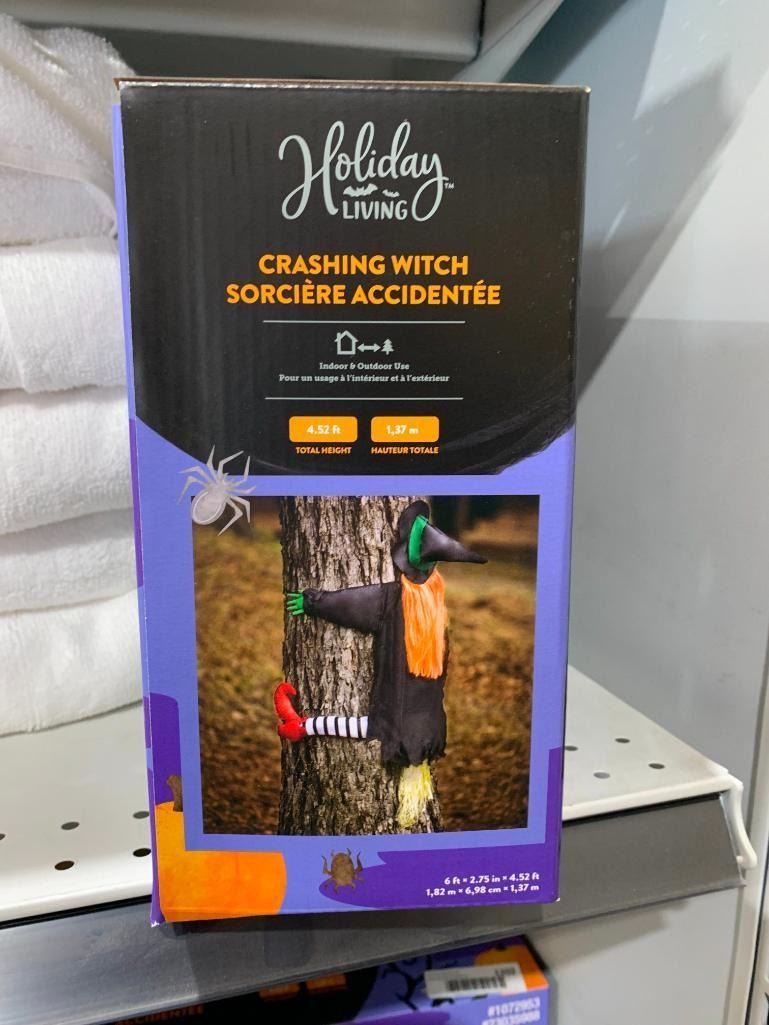 Holiday™
LIVING
CRASHING WITCH
SORCIÈRE ACCIDENTÉE
Indoor & Outdoor Use
Pour un usage à l'intérieur et à l'extérieur
4.52 ft 1,37 m
TOTAL HEIGHT HAUTEUR TOTALE
6 ft × 2.75 in × 4.52 ft
1,82 m × 6,98 cm × 1,37 m
#1072953